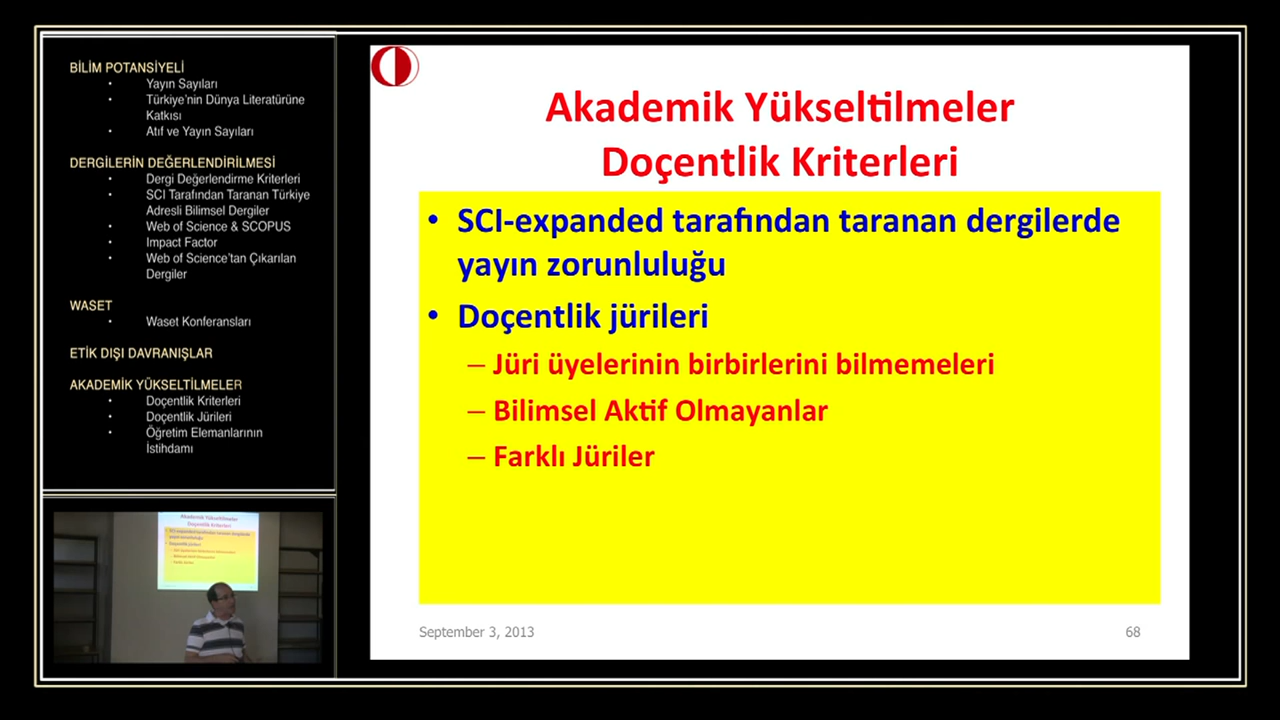 BİLİM POTANSİYELİ
• Yayın Sayıları
• Türkiye'nin Dünya Literatürüne
Katkısı
• Atıf ve Yayın Sayıları
DERGİLERİN DEĞERLENDİRİLMESİ
• Dergi Değerlendirme Kriterleri
• SCI Tarafından Taranan Türkiye
Adresli Bilimsel Dergiler
• Web of Science & SCOPUS
• Impact Factor
• Web of Science'tan Çıkarılan
Dergiler
WASET
• Waset Konferansları
ETİK DIŞI DAVRANIŞLAR
AKADEMİK YÜKSELTİLMELER
• Doçentlik Kriterleri
• Doçentlik Jürileri
• Öğretim Elemanlarının
İstihdamı
Akademik Yükseltilmeler
Doçentlik Kriterleri
• SCI-expanded tarafından taranan dergilerde
yayın zorunluluğu
• Doçentlik jürileri
– Jüri üyelerinin birbirlerini bilmemeleri
– Bilimsel Aktif Olmayanlar
– Farklı Jüriler
September 3, 2013
68
Akademik Yükseltilmeler
Doçentlik Kriterleri